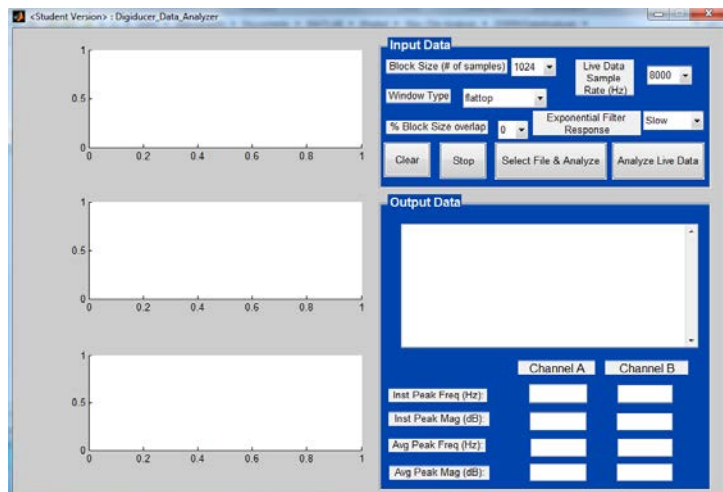 <Student Version> : Digiducer_Data_Analyzer
1
0.5
0
0 0.2 0.4 0.6 0.8 1
1
0.5
0
0 0.2 0.4 0.6 0.8 1
1
0.5
0
0 0.2 0.4 0.6 0.8 1
Input Data
Block Size (# of samples) 1024
Live Data
Sample
Rate (Hz)
8000
Window Type flattop
% Block Size overlap 0
Exponential Filter
Response
Slow
Clear Stop Select File & Analyze Analyze Live Data
Output Data
Channel A Channel B
Inst Peak Freq (Hz):
Inst Peak Mag (dB):
Avg Peak Freq (Hz):
Avg Peak Mag (dB):